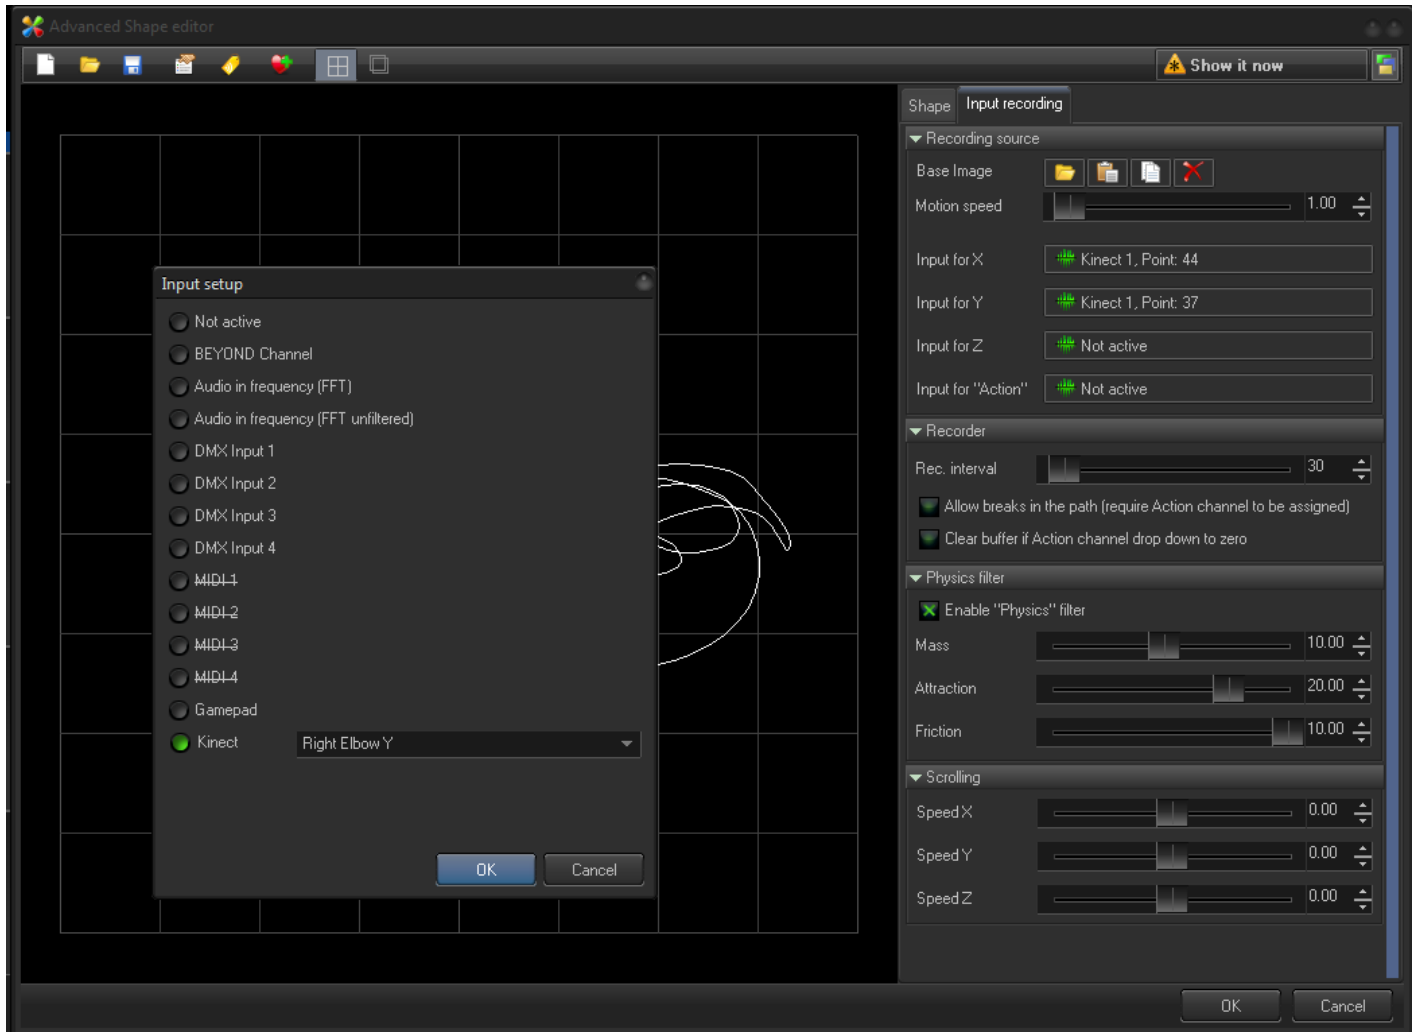 Advanced Shape editor
Show it now
Shape Input recording
Recording source
Base Image
Motion speed 1.00
Input for X Kinect 1, Point: 44
Input for Y Kinect 1, Point: 37
Input for Z Not active
Input for "Action" Not active
Recorder
Rec. interval 30
Allow breaks in the path (require Action channel to be assigned)
Clear buffer if Action channel drop down to zero
Physics filter
Enable "Physics" filter
Mass 10.00
Attraction 20.00
Friction 10.00
Scrolling
Speed X 0.00
Speed Y 0.00
Speed Z 0.00
OK Cancel
Input setup
Not active
BEYOND Channel
Audio in frequency (FFT)
Audio in frequency (FFT unfiltered)
DMX Input 1
DMX Input 2
DMX Input 3
DMX Input 4
MIDI 1
MIDI 2
MIDI 3
MIDI 4
Gamepad
Kinect Right Elbow Y
OK Cancel